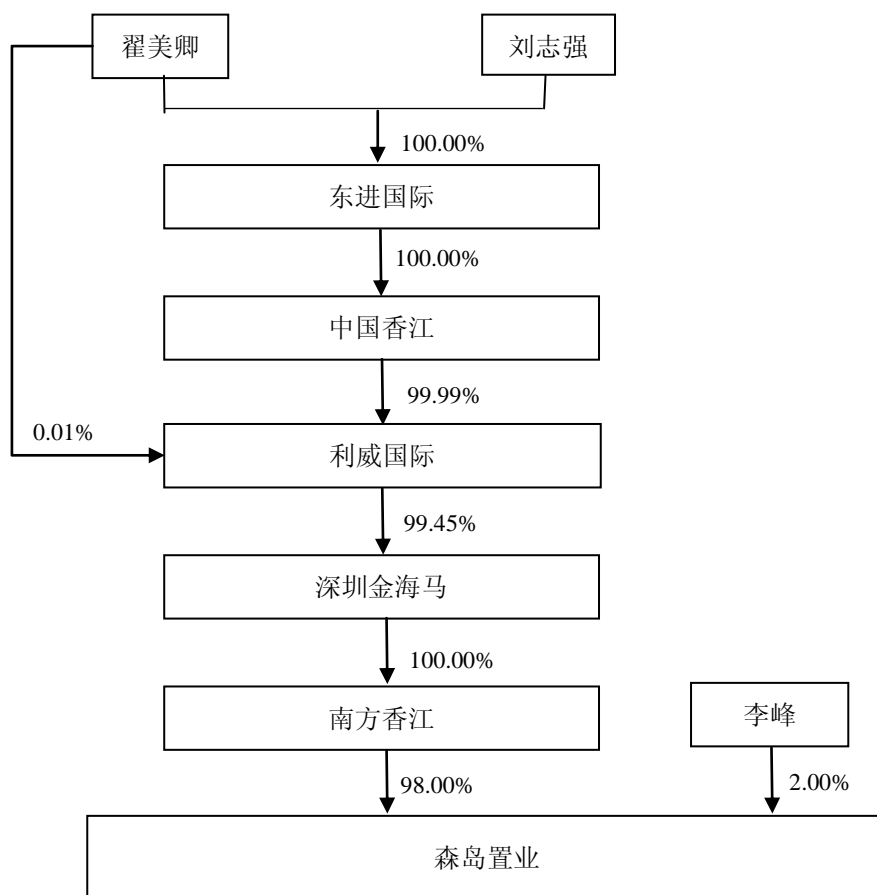 翟美卿
刘志强
100.00%
东进国际
100.00%
中国香江
99.99%
0.01%
利威国际
99.45%
深圳金海马
100.00%
南方香江
李峰
98.00%
2.00%
森岛置业